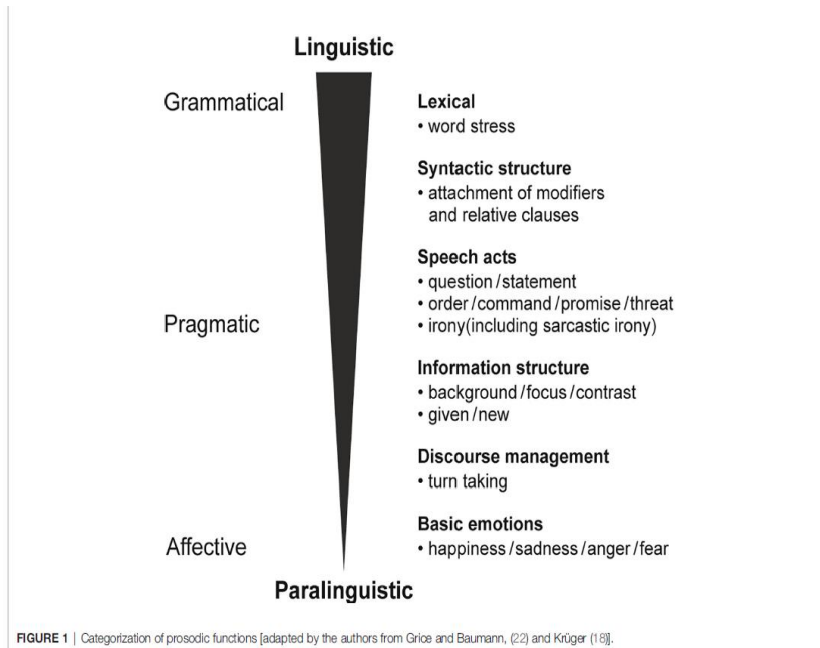 Linguistic
Grammatical
Lexical
• word stress
Syntactic structure
• attachment of modifiers
and relative clauses
Speech acts
• question/statement
• order/command/promise/threat
Pragmatic
• irony(including sarcastic irony)
Information structure
• background/focus/contrast
• given/new
Discourse management
• turn taking
Basic emotions
Affective
• happiness/sadness/anger/fear
Paralinguistic
FIGURE 1 | Categorization of prosodic functions [adapted by the authors from Grice and Baumann, (22) and Krüger (18)].